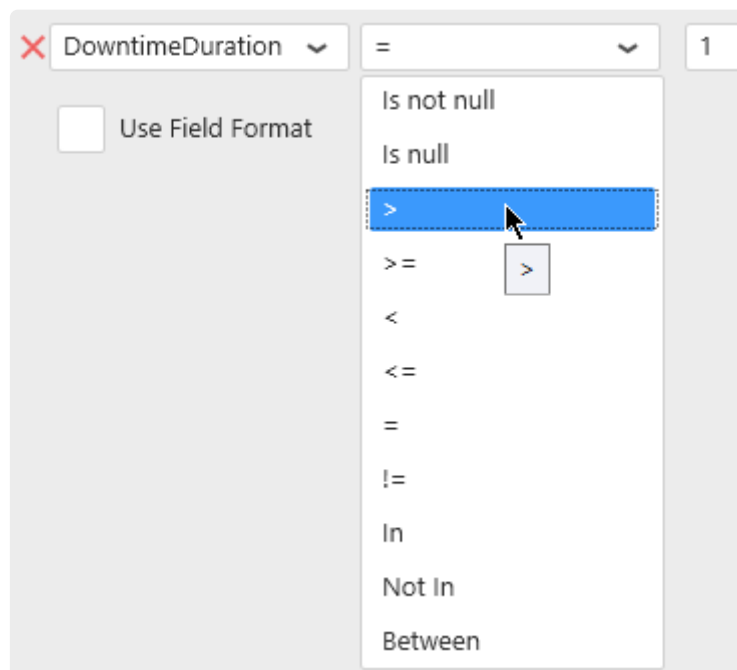 DowntimeDuration = 1
Is not null
Use Field Format
Is null
>
>=
>
<
<=
=
!=
In
Not In
Between